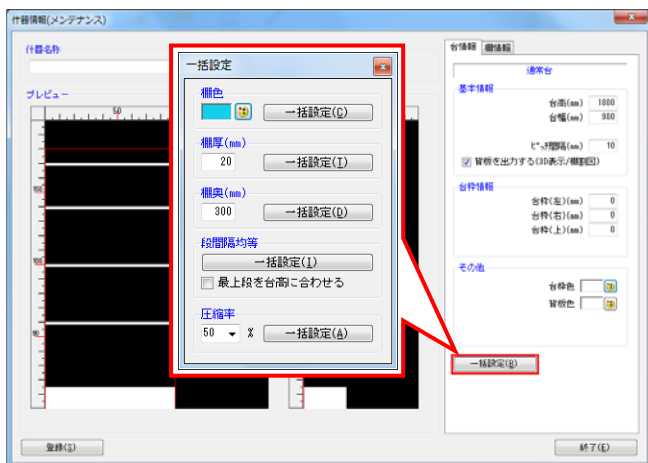 什器情報(メンテナンス)
什器名称
プレビュー
50
150
100
50
一括設定
棚色
一括設定(C)
棚厚(mm)
20
一括設定(T)
棚奥(mm)
300
一括設定(D)
段間隔均等
一括設定(I)
最上段を台高に合わせる
圧縮率
50
%
一括設定(A)
台情報
棚情報
通常台
基本情報
台高(mm) 1800
台幅(mm) 900
ピッチ間隔(mm) 10
背板を出力する(3D表示/棚割図)
台枠情報
台枠(左)(mm) 0
台枠(右)(mm) 0
台枠(上)(mm) 0
その他
台枠色
背板色
一括設定(B)
登録(S)
終了(E)